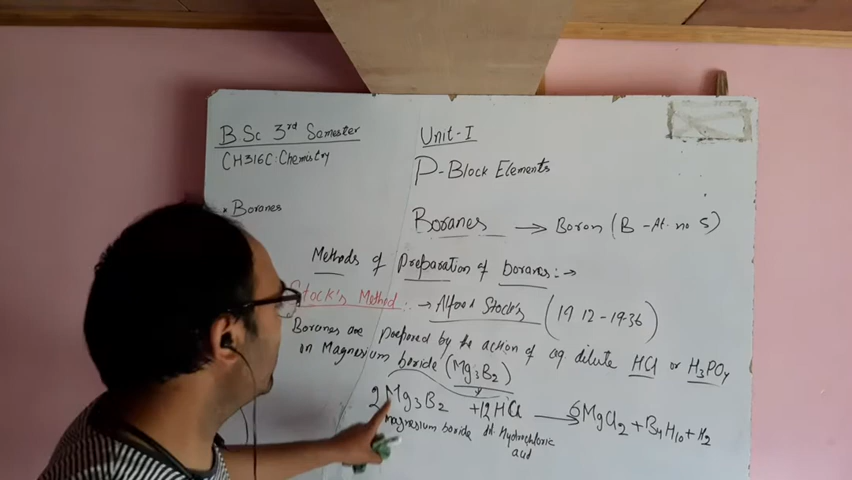 BSc 3rd Samester
CH316C: Chemistry
* Boranes
Unit-I
P-Block Elements
Boranes → Boron (B - At. no 5)
Methods of Preparation of boranes:→
Stock's Method:- → Alfred Stock's (1912-1936)
Boranes are prepared by the action of aq. dilute HCl or H3PO4
on Magnesium boride (Mg3B2)
2Mg3B2 + 12HCl → 6MgCl2 + B4H10 + H2
magnesium boride dil. Hydrochloric
acid